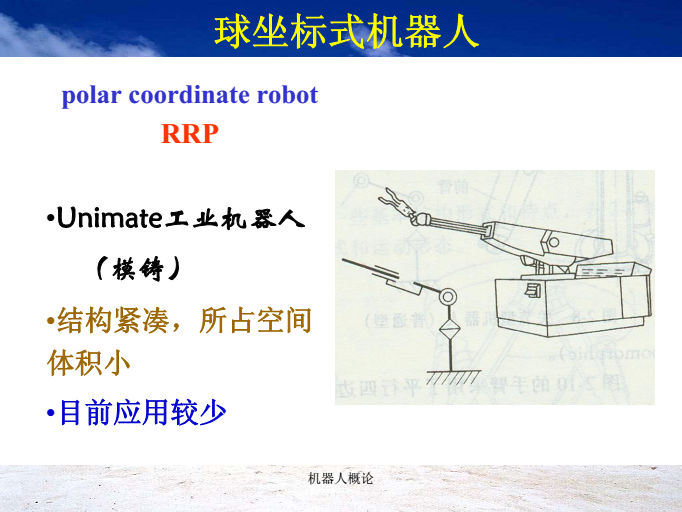 球坐标式机器人
polar coordinate robot
RRP
•Unimate工业机器人
（模铸）
•结构紧凑，所占空间
体积小
•目前应用较少
机器人概论